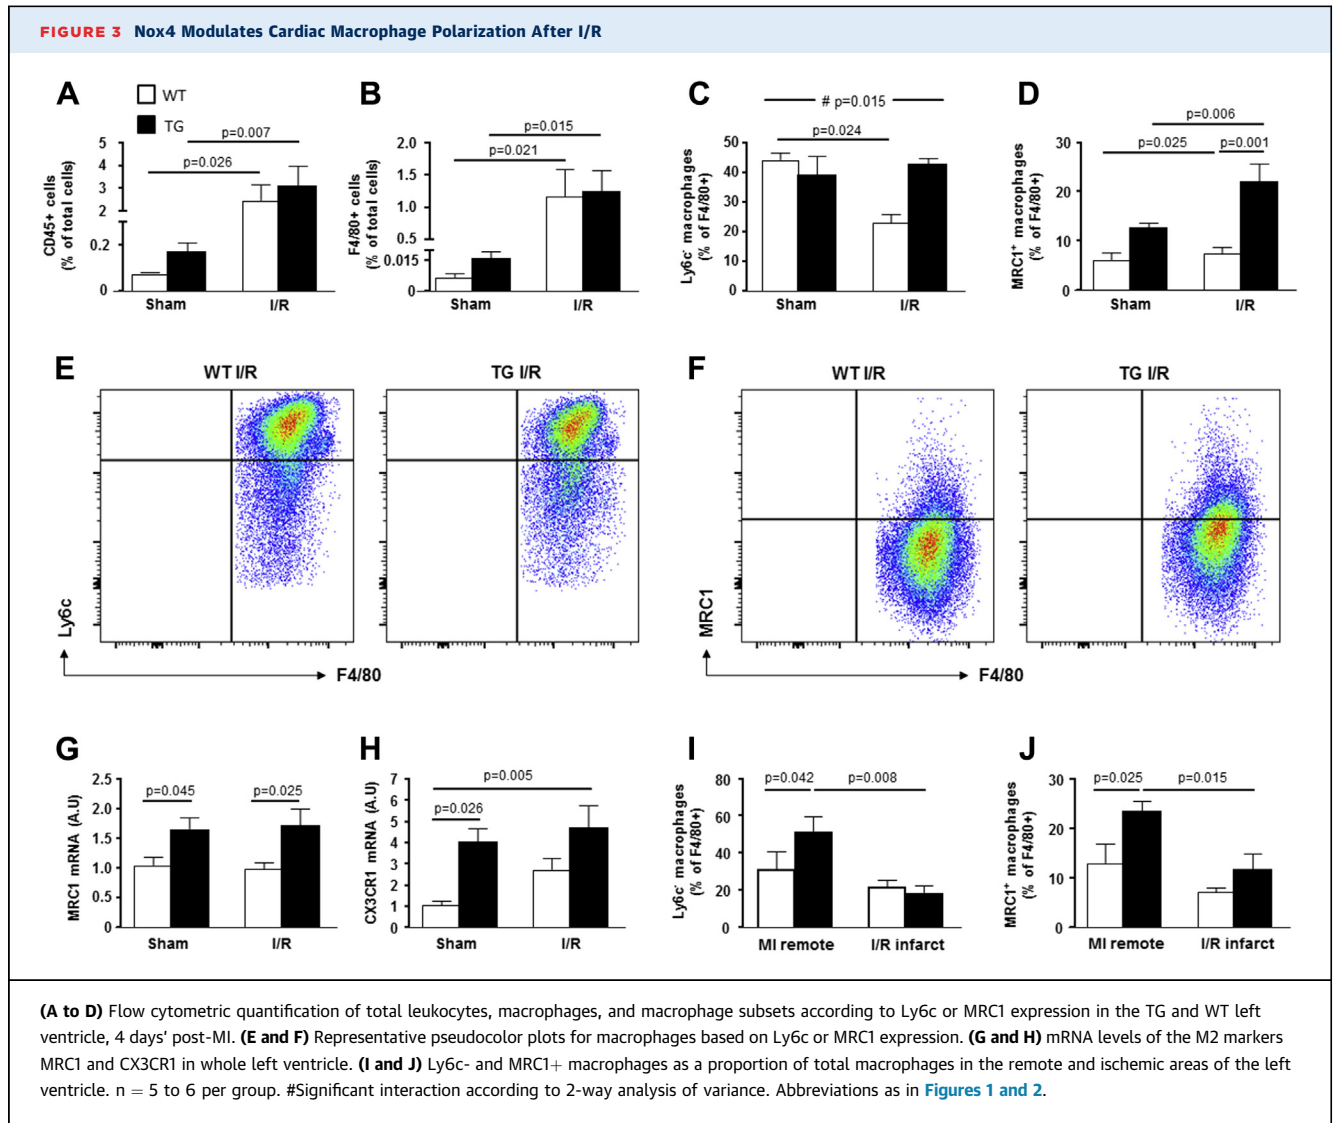 FIGURE 3 Nox4 Modulates Cardiac Macrophage Polarization After I/R
A
WT
TG
p=0.007
p=0.026
CD45+ cells
(% of total cells)
5
4
3
2
0.2
0
Sham
I/R
B
p=0.015
p=0.021
F4/80+ cells
(% of total cells)
2.0
1.5
1.0
0.5
0.015
0
Sham
I/R
C
# p=0.015
p=0.024
Ly6c- macrophages
(% of F4/80+)
50
40
30
20
10
0
Sham
I/R
D
p=0.006
p=0.025
p=0.001
MRC1+ macrophages
(% of F4/80+)
30
20
10
0
Sham
I/R
E
WT I/R
TG I/R
Ly6c
F4/80
F
WT I/R
TG I/R
MRC1
F4/80
G
p=0.045
p=0.025
MRC1 mRNA (A.U)
2.5
2.0
1.5
1.0
0.5
0
Sham
I/R
H
p=0.005
p=0.026
CX3CR1 mRNA (A.U)
7
6
5
4
3
2
1
0
Sham
I/R
I
p=0.042
p=0.008
Ly6c- macrophages
(% of F4/80+)
80
60
40
20
0
MI remote
I/R infarct
J
p=0.025
p=0.015
MRC1+ macrophages
(% of F4/80+)
30
20
10
0
MI remote
I/R infarct
(A to D) Flow cytometric quantification of total leukocytes, macrophages, and macrophage subsets according to Ly6c or MRC1 expression in the TG and WT left
ventricle, 4 days' post-MI. (E and F) Representative pseudocolor plots for macrophages based on Ly6c or MRC1 expression. (G and H) mRNA levels of the M2 markers
MRC1 and CX3CR1 in whole left ventricle. (I and J) Ly6c- and MRC1+ macrophages as a proportion of total macrophages in the remote and ischemic areas of the left
ventricle. n = 5 to 6 per group. #Significant interaction according to 2-way analysis of variance. Abbreviations as in Figures 1 and 2.